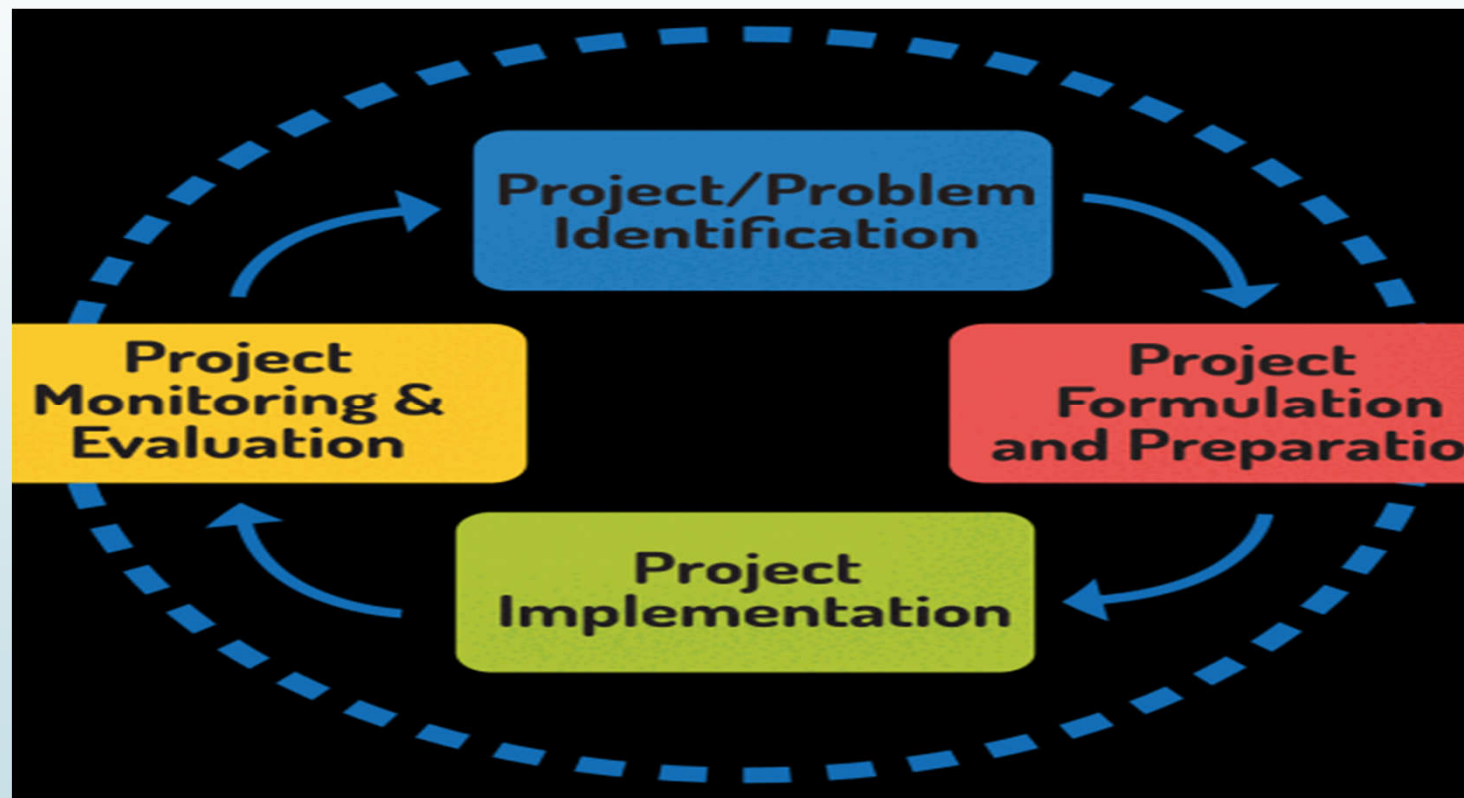 Project/Problem
Identification
Project
Formulation
and Preparatio
Project
Implementation
Project
Monitoring &
Evaluation